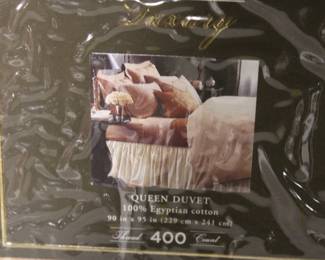 QUEEN DUVET
100% Egyptian cotton
90 in x 95 in (229 cm x 241 cm)
Thread 400 Count